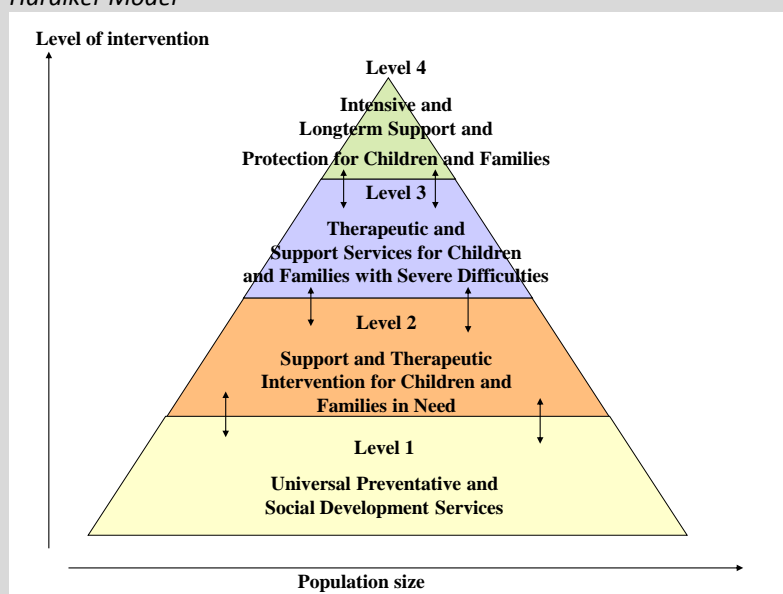 Hardiker Model
Level of intervention
Level 4
Intensive and
Longterm Support and
Protection for Children and Families
Level 3
Therapeutic and
Support Services for Children
and Families with Severe Difficulties
Level 2
Support and Therapeutic
Intervention for Children and
Families in Need
Level 1
Universal Preventative and
Social Development Services
Population size